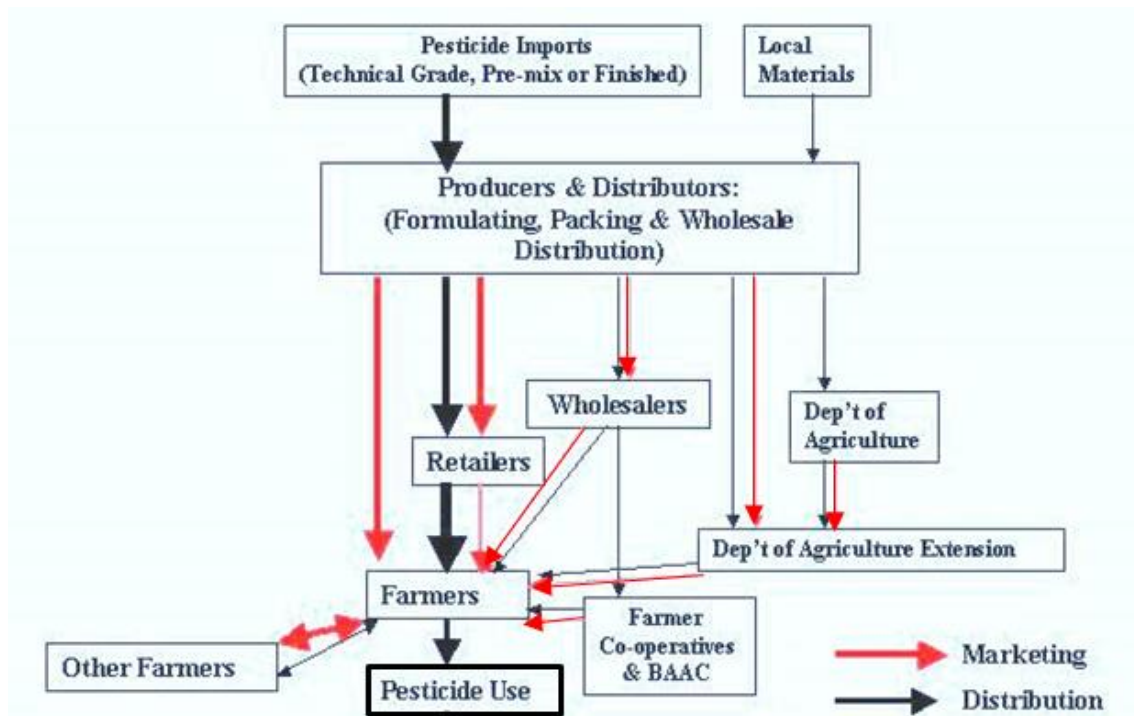 Pesticide Imports
(Technical Grade, Pre-mix or Finished)
Local
Materials
Producers & Distributors:
(Formulating, Packing & Wholesale
Distribution)
Wholesalers
Dep't of
Agriculture
Retailers
Dep't of Agriculture Extension
Farmers
Farmer
Co-operatives
& BAAC
Other Farmers
Pesticide Use
Marketing
Distribution